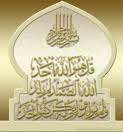 بسم الله الرحمن الرحيم
قل هو الله أحد
الله الصمد لم يلد
ولم يولد ولم يكن له كفوا أحد